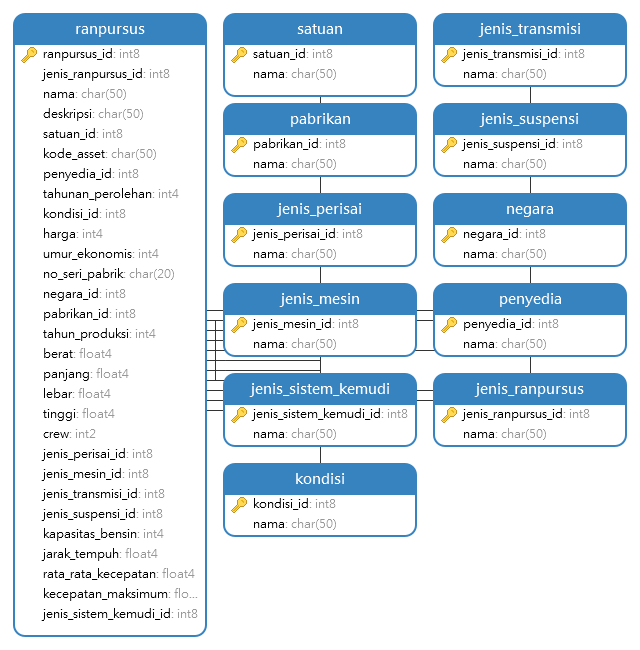 ranpursus
ranpursus_id: int8
jenis_ranpursus_id: int8
nama: char(50)
deskripsi: char(50)
satuan_id: int8
kode_asset: char(50)
penyedia_id: int8
tahunan_perolehan: int4
kondisi_id: int8
harga: int4
umur_ekonomis: int4
no_seri_pabrik: char(20)
negara_id: int8
pabrikan_id: int8
tahun_produksi: int4
berat: float4
panjang: float4
lebar: float4
tinggi: float4
crew: int2
jenis_perisai_id: int8
jenis_mesin_id: int8
jenis_transmisi_id: int8
jenis_suspensi_id: int8
kapasitas_bensin: int4
jarak_tempuh: float4
rata_rata_kecepatan: float4
kecepatan_maksimum: flo...
jenis_sistem_kemudi_id: int8
satuan
satuan_id: int8
nama: char(50)
pabrikan
pabrikan_id: int8
nama: char(50)
jenis_perisai
jenis_perisai_id: int8
nama: char(50)
jenis_mesin
jenis_mesin_id: int8
nama: char(50)
jenis_sistem_kemudi
jenis_sistem_kemudi_id: int8
nama: char(50)
kondisi
kondisi_id: int8
nama: char(50)
jenis_transmisi
jenis_transmisi_id: int8
nama: char(50)
jenis_suspensi
jenis_suspensi_id: int8
nama: char(50)
negara
negara_id: int8
nama: char(50)
penyedia
penyedia_id: int8
nama: char(50)
jenis_ranpursus
jenis_ranpursus_id: int8
nama: char(50)